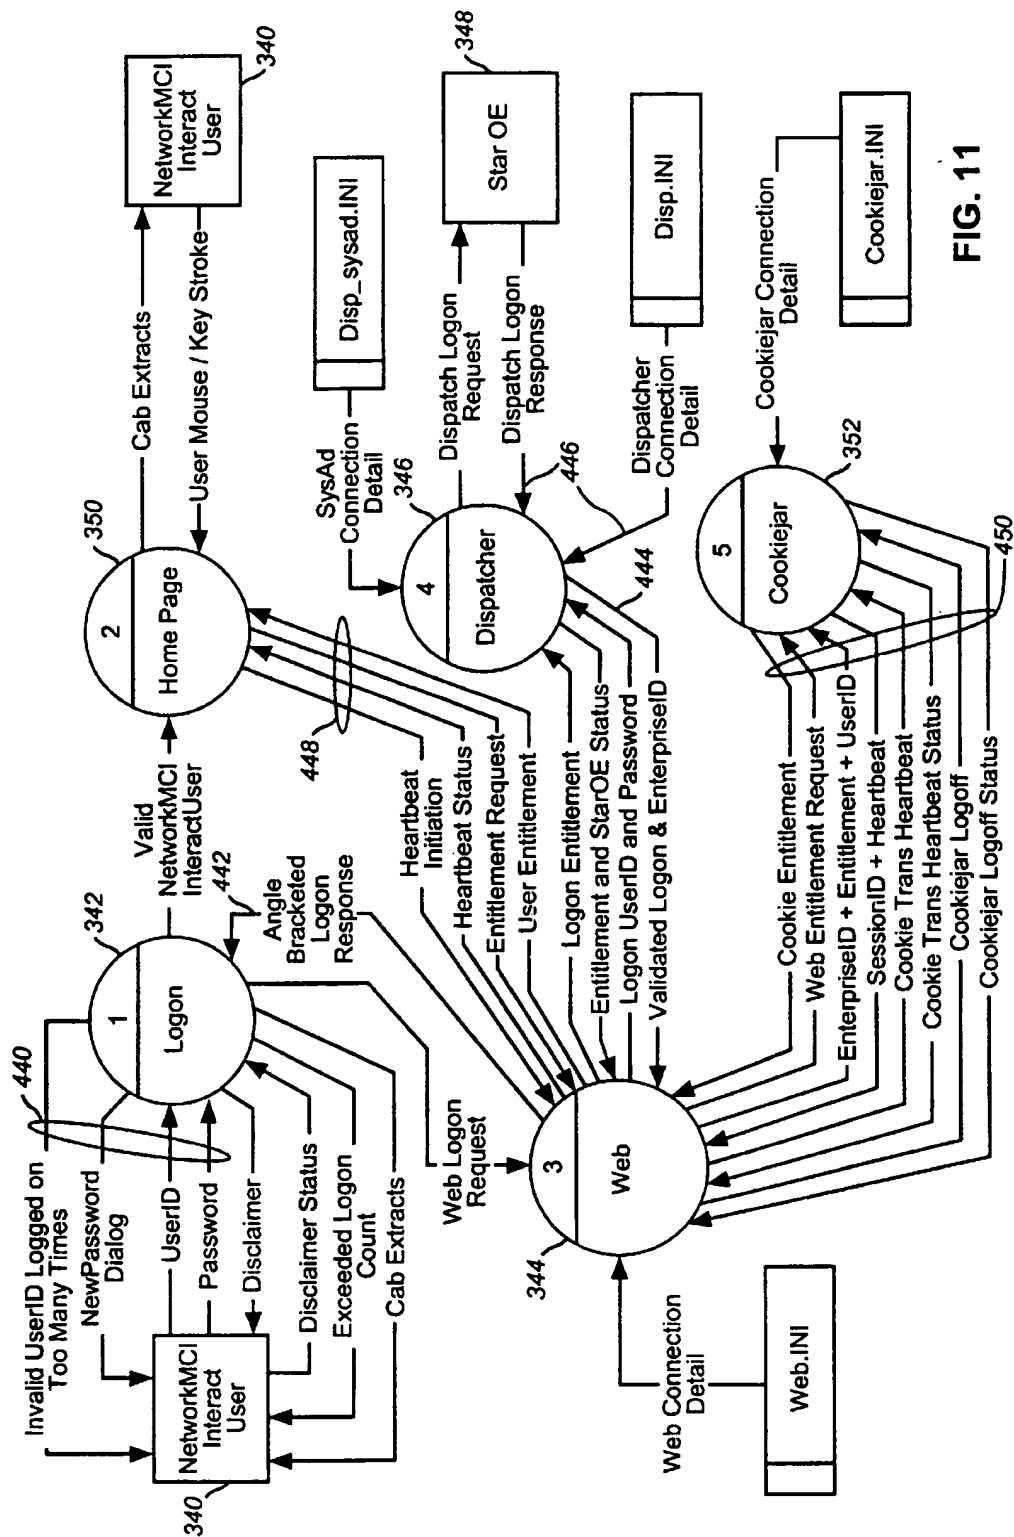 440
Invalid UserID Logged on
Too Many Times
NewPassword
Dialog
UserID
Password
Disclaimer
Disclaimer Status
Exceeded Logon
Count
Cab Extracts
NetworkMCI
Interact
User
340
342
1
Logon
442
Angle
Bracketed
Logon
Response
Web Logon
Request
Valid
NetworkMCI
InteractUser
350
2
Home Page
Cab Extracts
User Mouse / Key Stroke
NetworkMCI
Interact
User
340
448
Heartbeat
Initiation
Heartbeat Status
Entitlement Request
User Entitlement
SysAd
Connection
Detail
Disp_sysad.INI
346
4
Dispatcher
Dispatch Logon
Request
Dispatch Logon
Response
348
Star OE
446
444
Dispatcher
Connection
Detail
Disp.INI
Logon Entitlement
Entitlement and StarOE Status
Logon UserID and Password
Validated Logon & EnterpriseID
344
3
Web
Web Connection
Detail
Web.INI
Cookie Entitlement
Web Entitlement Request
EnterpriseID + Entitlement + UserID
SessionID + Heartbeat
Cookie Trans Heartbeat
Cookie Trans Heartbeat Status
Cookiejar Logoff
Cookiejar Logoff Status
450
352
5
Cookiejar
Cookiejar Connection
Detail
Cookiejar.INI
FIG. 11